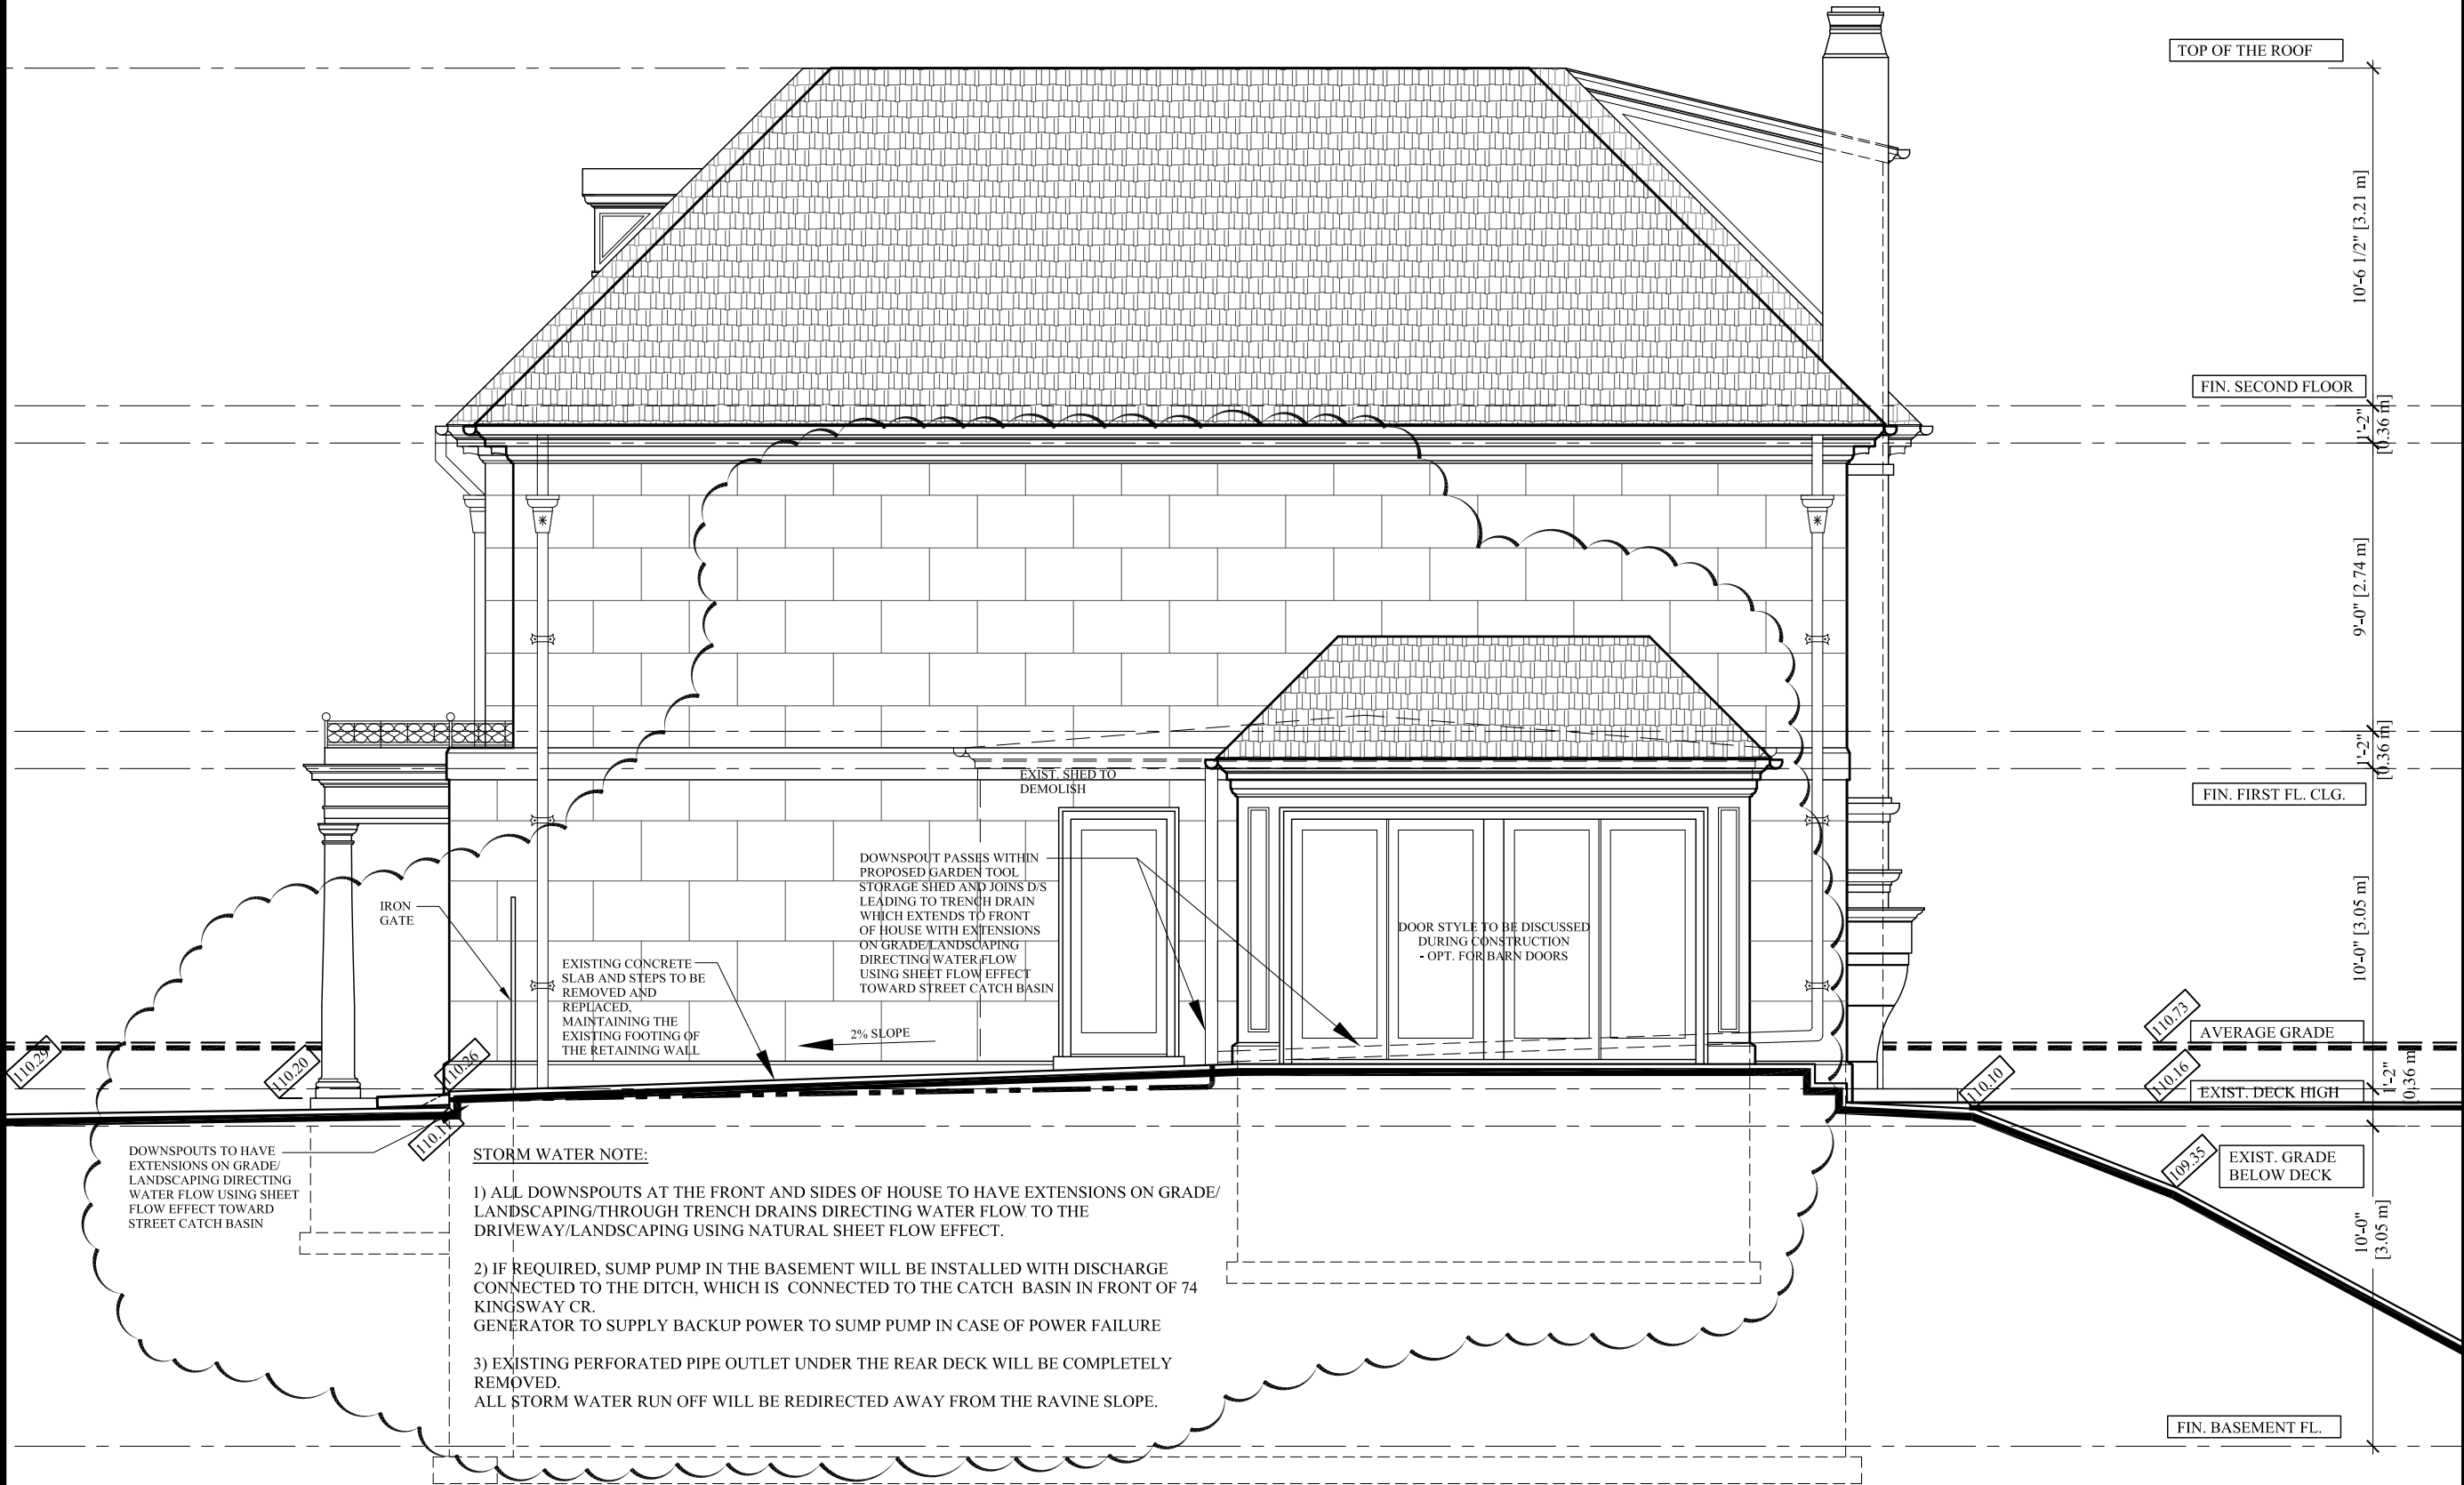 TOP OF THE ROOF
10'-6 1/2" [3.21 m]
FIN. SECOND FLOOR
1'-2"
[0.36 m]
9'-0" [2.74 m]
1'-2"
[0.36 m]
FIN. FIRST FL. CLG.
10'-0" [3.05 m]
EXIST. SHED TO
DEMOLISH
DOWNSPOUT PASSES WITHIN
PROPOSED GARDEN TOOL
STORAGE SHED AND JOINS D/S
LEADING TO TRENCH DRAIN
WHICH EXTENDS TO FRONT
OF HOUSE WITH EXTENSIONS
ON GRADE/LANDSCAPING
DIRECTING WATER FLOW
USING SHEET FLOW EFFECT
TOWARD STREET CATCH BASIN
IRON
GATE
DOOR STYLE TO BE DISCUSSED
DURING CONSTRUCTION
- OPT. FOR BARN DOORS
EXISTING CONCRETE
SLAB AND STEPS TO BE
REMOVED AND
REPLACED,
MAINTAINING THE
EXISTING FOOTING OF
THE RETAINING WALL
2% SLOPE
110.29
110.20
110.26
110.73
AVERAGE GRADE
110.10
110.16
EXIST. DECK HIGH
1'-2"
[0.36 m]
DOWNSPOUTS TO HAVE
EXTENSIONS ON GRADE/
LANDSCAPING DIRECTING
WATER FLOW USING SHEET
FLOW EFFECT TOWARD
STREET CATCH BASIN
109.35
EXIST. GRADE
BELOW DECK
STORM WATER NOTE:
1) ALL DOWNSPOUTS AT THE FRONT AND SIDES OF HOUSE TO HAVE EXTENSIONS ON GRADE/
LANDSCAPING/THROUGH TRENCH DRAINS DIRECTING WATER FLOW TO THE
DRIVEWAY/LANDSCAPING USING NATURAL SHEET FLOW EFFECT.
2) IF REQUIRED, SUMP PUMP IN THE BASEMENT WILL BE INSTALLED WITH DISCHARGE
CONNECTED TO THE DITCH, WHICH IS CONNECTED TO THE CATCH BASIN IN FRONT OF 74
KINGSWAY CR.
GENERATOR TO SUPPLY BACKUP POWER TO SUMP PUMP IN CASE OF POWER FAILURE
3) EXISTING PERFORATED PIPE OUTLET UNDER THE REAR DECK WILL BE COMPLETELY
REMOVED.
ALL STORM WATER RUN OFF WILL BE REDIRECTED AWAY FROM THE RAVINE SLOPE.
10'-0"
[3.05 m]
FIN. BASEMENT FL.